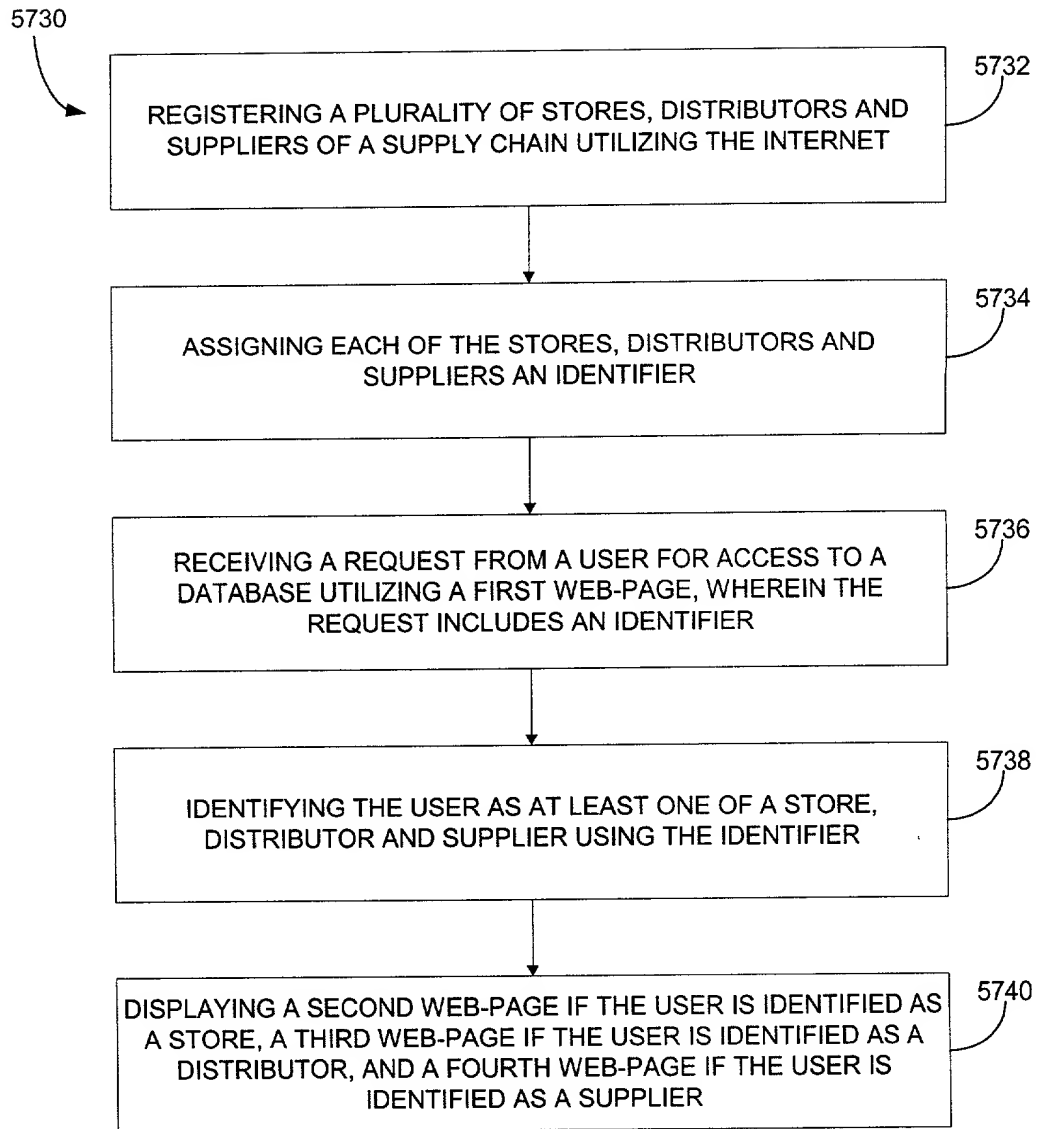 5730
5732
REGISTERING A PLURALITY OF STORES, DISTRIBUTORS AND
SUPPLIERS OF A SUPPLY CHAIN UTILIZING THE INTERNET
5734
ASSIGNING EACH OF THE STORES, DISTRIBUTORS AND
SUPPLIERS AN IDENTIFIER
5736
RECEIVING A REQUEST FROM A USER FOR ACCESS TO A
DATABASE UTILIZING A FIRST WEB-PAGE, WHEREIN THE
REQUEST INCLUDES AN IDENTIFIER
5738
IDENTIFYING THE USER AS AT LEAST ONE OF A STORE,
DISTRIBUTOR AND SUPPLIER USING THE IDENTIFIER
5740
DISPLAYING A SECOND WEB-PAGE IF THE USER IS IDENTIFIED AS
A STORE, A THIRD WEB-PAGE IF THE USER IS IDENTIFIED AS A
DISTRIBUTOR, AND A FOURTH WEB-PAGE IF THE USER IS
IDENTIFIED AS A SUPPLIER